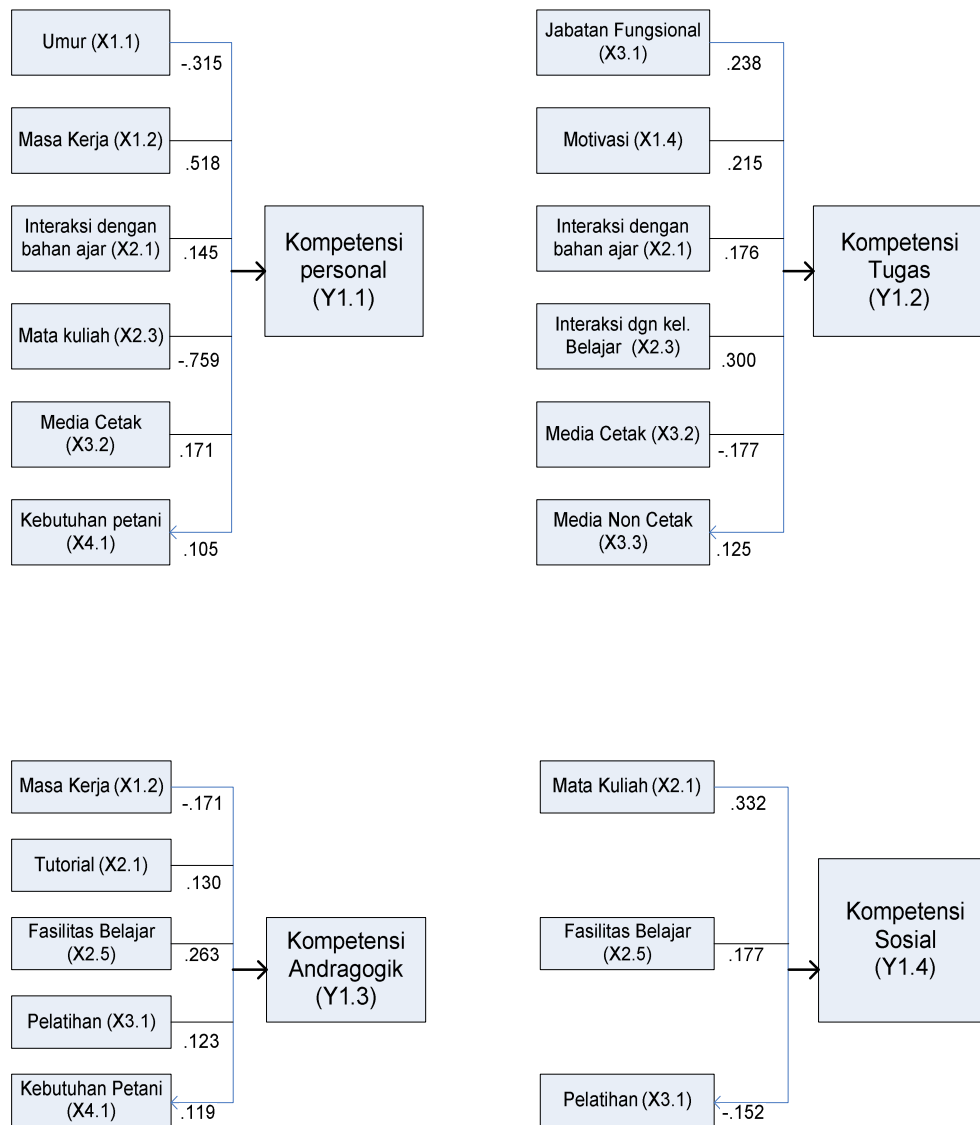 Umur (X1.1)
-.315
Masa Kerja (X1.2)
.518
Interaksi dengan
bahan ajar (X2.1)
.145
Mata kuliah (X2.3)
-.759
Media Cetak
(X3.2)
.171
Kebutuhan petani
(X4.1)
.105
Kompetensi
personal
(Y1.1)
Jabatan Fungsional
(X3.1)
.238
Motivasi (X1.4)
.215
Interaksi dengan
bahan ajar (X2.1)
.176
Interaksi dgn kel.
Belajar (X2.3)
.300
Media Cetak (X3.2)
-.177
Media Non Cetak
(X3.3)
.125
Kompetensi
Tugas
(Y1.2)
Masa Kerja (X1.2)
-.171
Tutorial (X2.1)
.130
Fasilitas Belajar
(X2.5)
.263
Pelatihan (X3.1)
.123
Kebutuhan Petani
(X4.1)
.119
Kompetensi
Andragogik
(Y1.3)
Mata Kuliah (X2.1)
.332
Fasilitas Belajar
(X2.5)
.177
Pelatihan (X3.1)
-.152
Kompetensi
Sosial
(Y1.4)